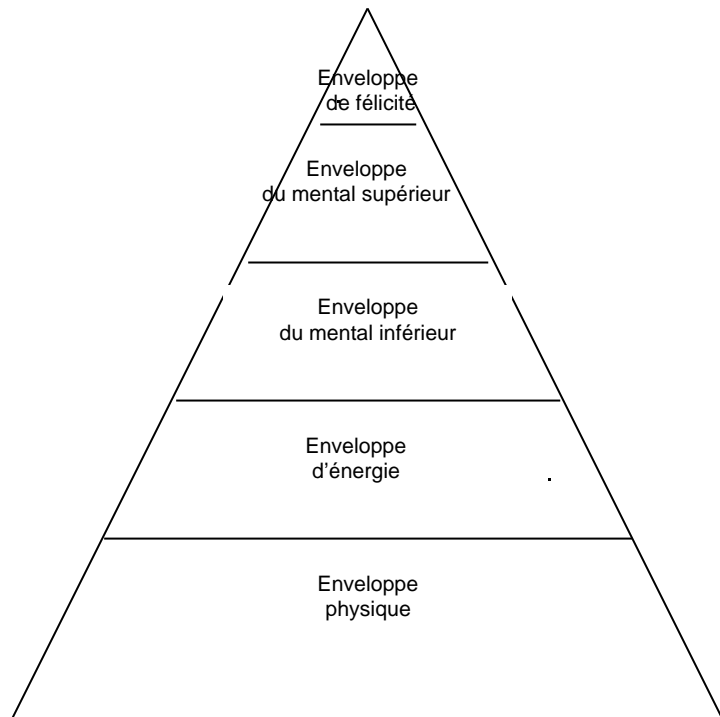 Enveloppe
de félicité
Enveloppe
du mental supérieur
Enveloppe
du mental inférieur
Enveloppe
d’énergie
Enveloppe
physique